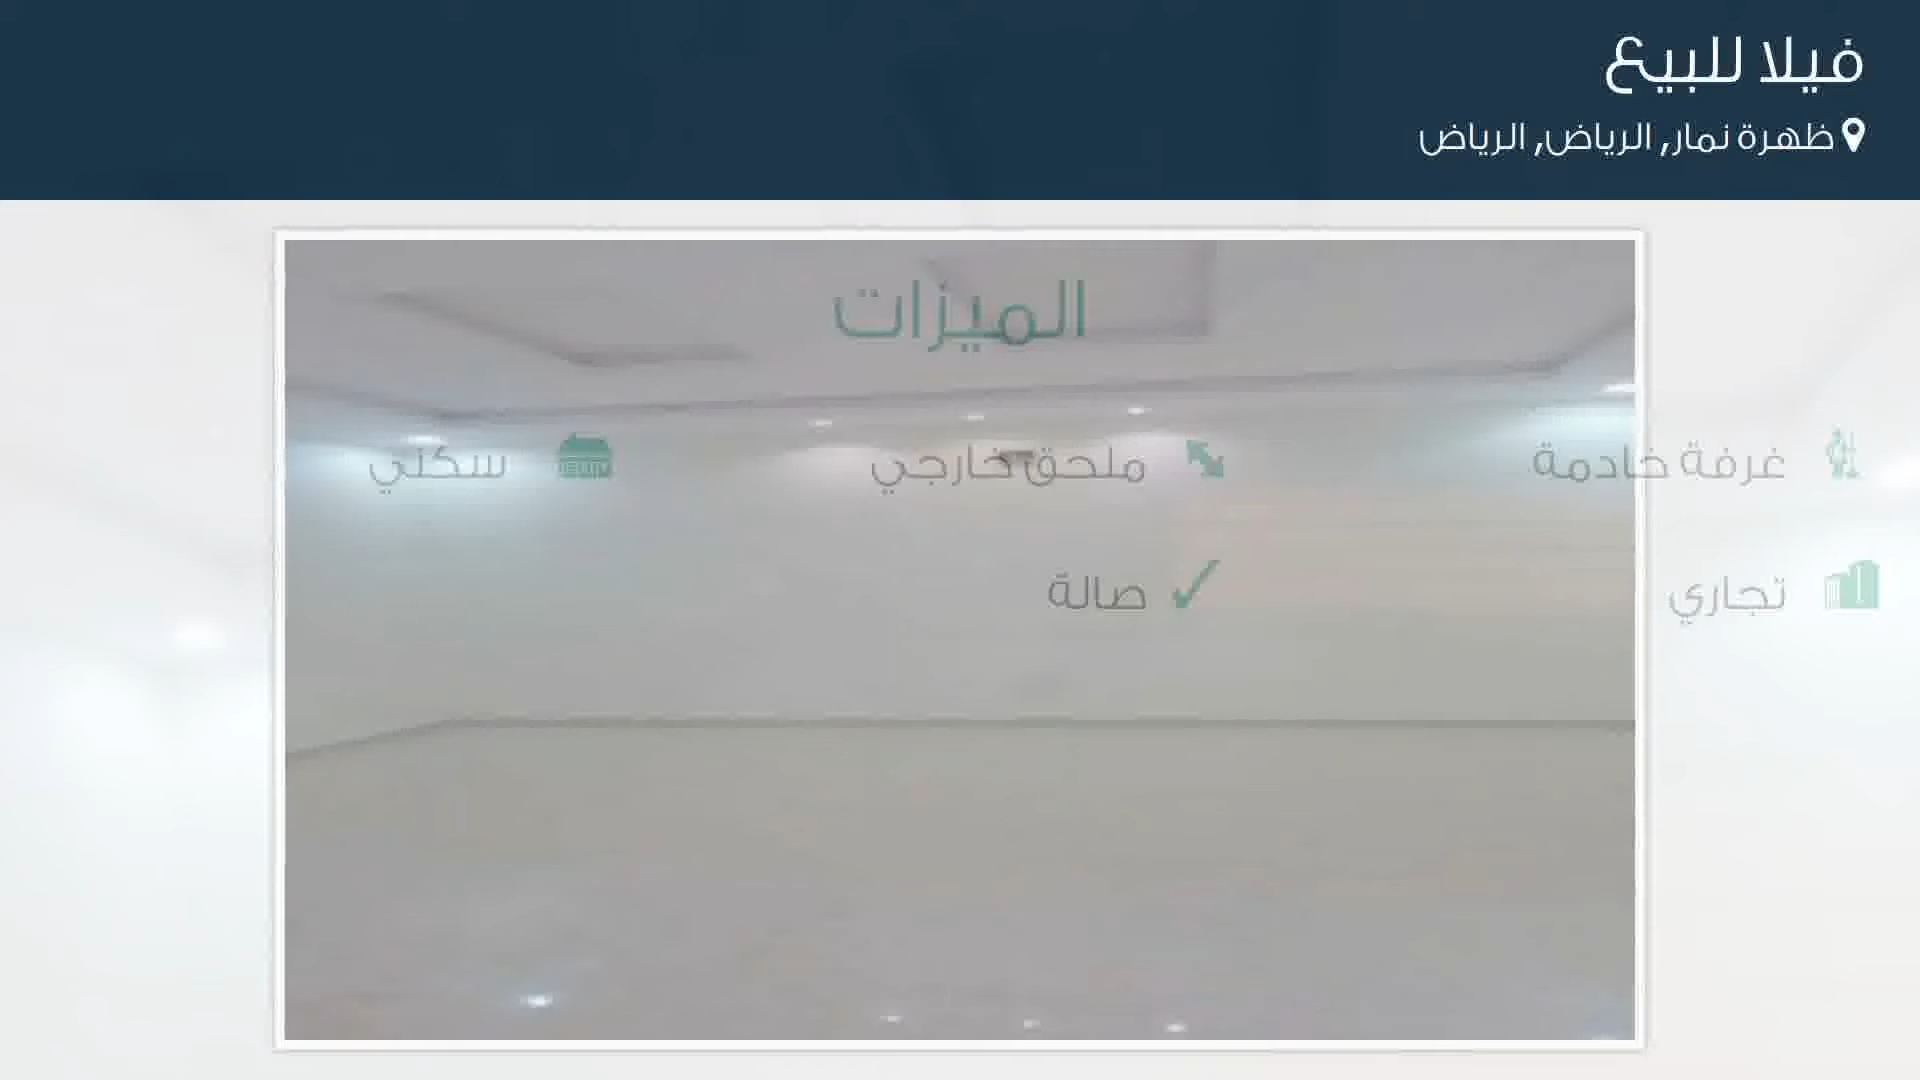 فيلا للبيع
ظهرة نمار, الرياض, الرياض
الميزات
غرفة خادمة
ملحق خارجي
سكني
تجاري
صالة